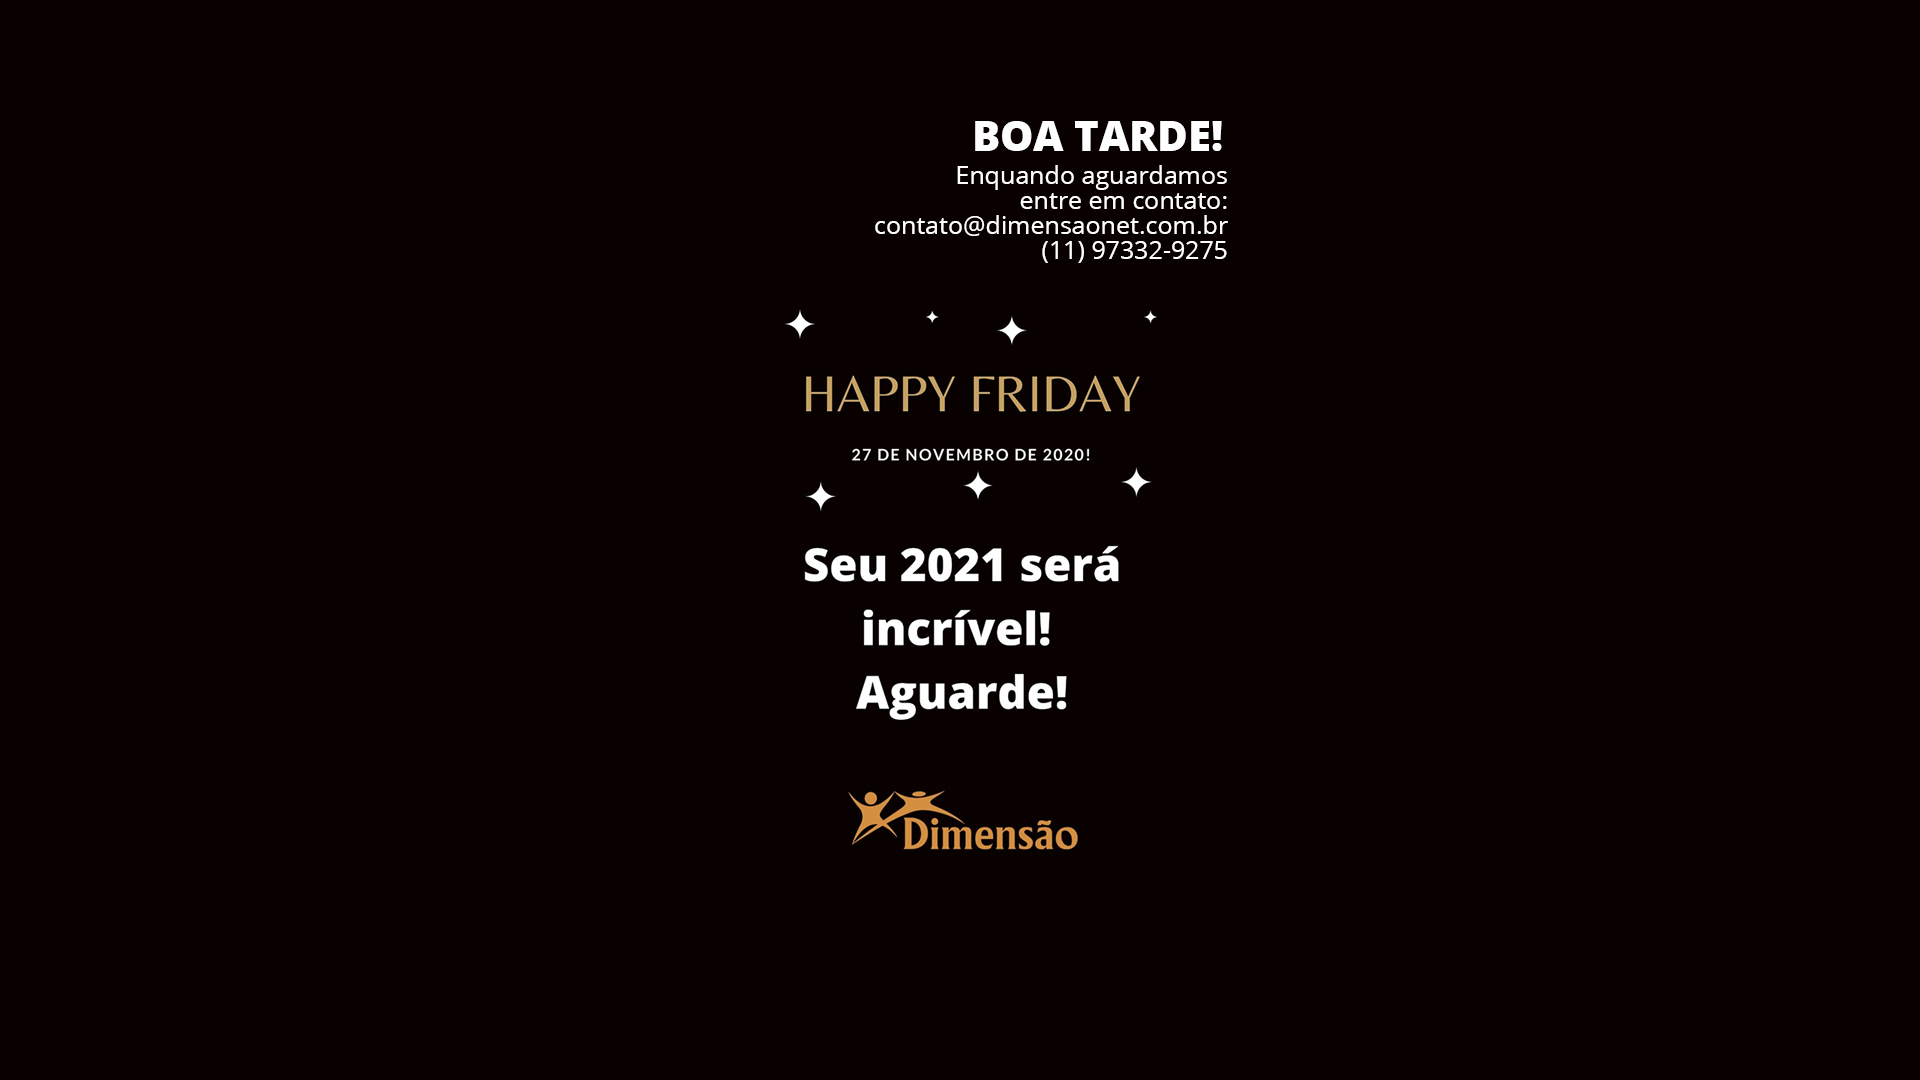 BOA TARDE!
Enquando aguardamos
entre em contato:
contato@dimensaonet.com.br
(11) 97332-9275
HAPPY FRIDAY
27 DE NOVEMBRO DE 2020!
Seu 2021 será
incrível!
Aguarde!
Dimensão